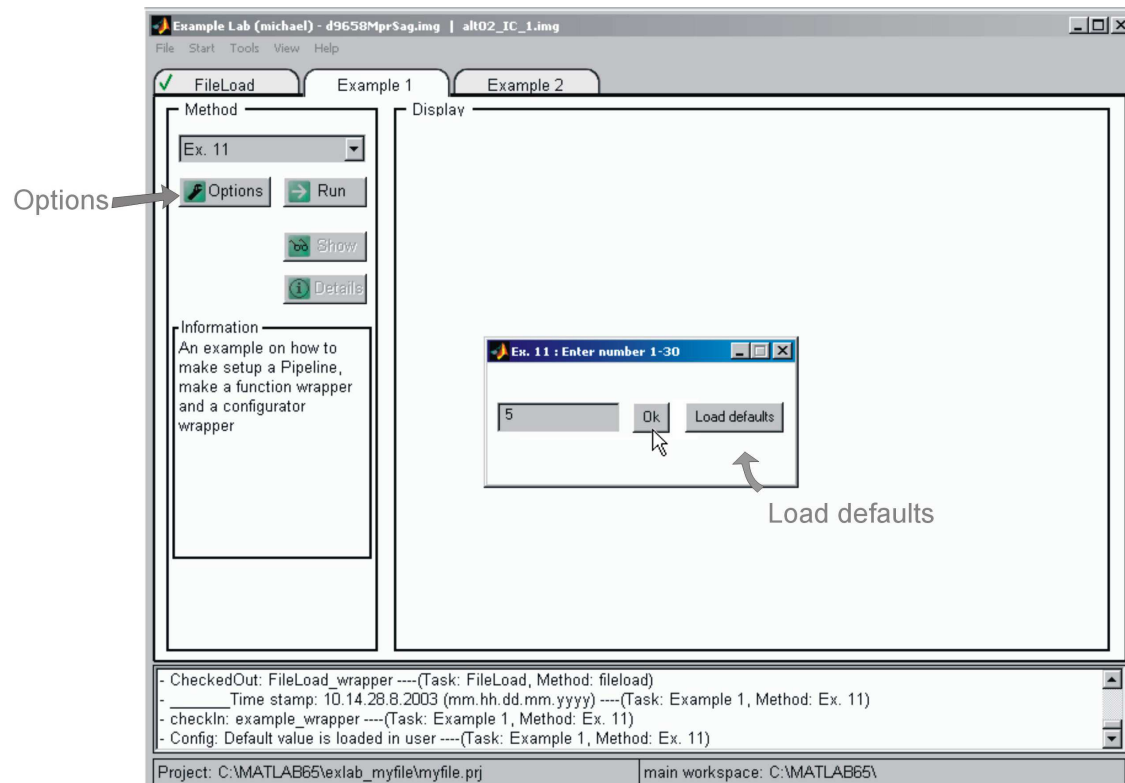 Example Lab (michael) - d9658MprSag.img | alt02_IC_1.img
File Start Tools View Help
FileLoad Example 1 Example 2
Method
Display
Ex. 11
Options
Options Run
Show
Details
Information
An example on how to
make setup a Pipeline,
make a function wrapper
and a configurator
wrapper
Ex. 11 : Enter number 1-30
5 Ok Load defaults
Load defaults
- CheckedOut: FileLoad_wrapper ----(Task: FileLoad, Method: fileload)
- _______Time stamp: 10.14.28.8.2003 (mm.hh.dd.mm.yyyy) ----(Task: Example 1, Method: Ex. 11)
- checkIn: example_wrapper ----(Task: Example 1, Method: Ex. 11)
- Config: Default value is loaded in user ----(Task: Example 1, Method: Ex. 11)
Project: C:\MATLAB65\exlab_myfile\myfile.prj main workspace: C:\MATLAB65\